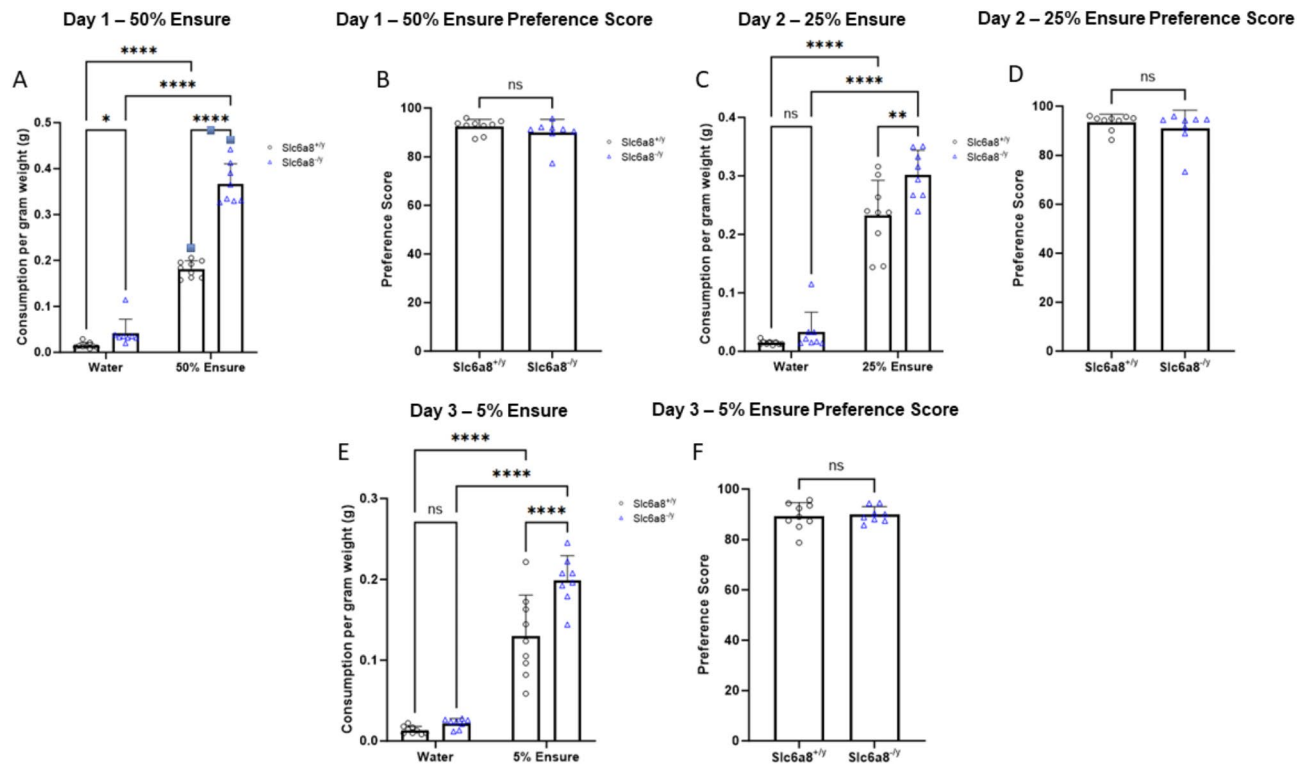 Day 1 – 50% Ensure
Day 1 – 50% Ensure Preference Score
Day 2 – 25% Ensure
Day 2 – 25% Ensure Preference Score
A
****
****
*
****
Consumption per gram weight (g)
0.5
0.4
0.3
0.2
0.1
0.0
Water
50% Ensure
Slc6a8+/y
Slc6a8-/y
B
ns
Preference Score
100
80
60
40
20
0
Slc6a8+/y
Slc6a8-/y
Slc6a8+/y
Slc6a8-/y
C
****
****
ns
**
Consumption per gram weight (g)
0.4
0.3
0.2
0.1
0.0
Water
25% Ensure
Slc6a8+/y
Slc6a8-/y
D
ns
Preference Score
100
80
60
40
20
0
Slc6a8+/y
Slc6a8-/y
Day 3 – 5% Ensure
Day 3 – 5% Ensure Preference Score
E
****
****
ns
****
Consumption per gram weight (g)
0.3
0.2
0.1
0.0
Water
5% Ensure
Slc6a8+/y
Slc6a8-/y
F
ns
Preference Score
100
80
60
40
20
0
Slc6a8+/y
Slc6a8-/y